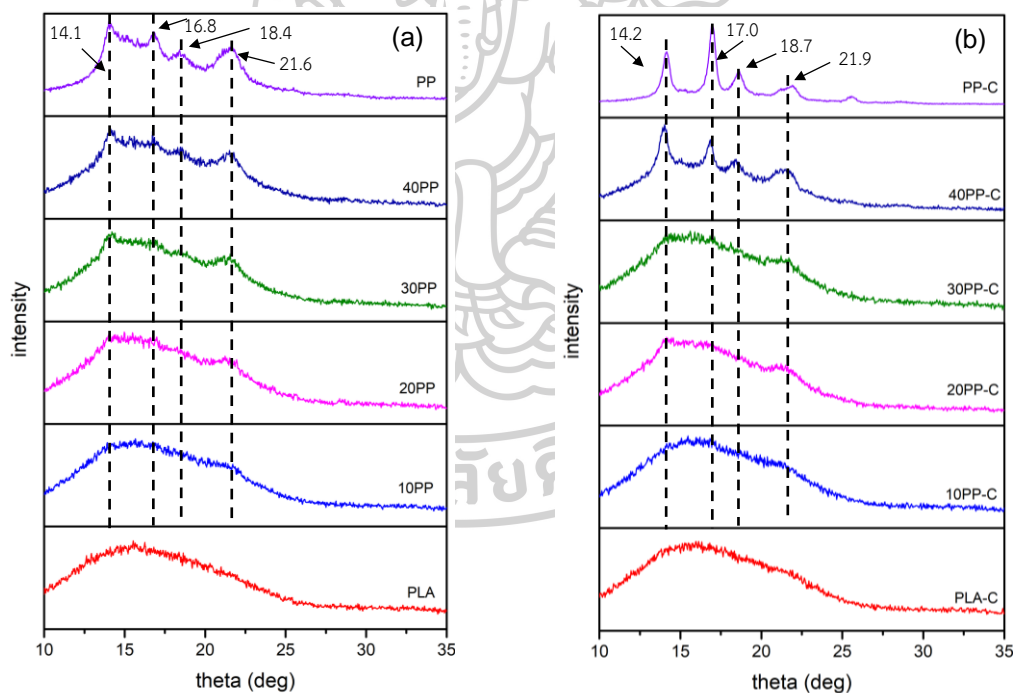 (a)
14.1
16.8
18.4
21.6
PP
40PP
30PP
20PP
10PP
PLA
intensity
10 15 20 25 30 35
theta (deg)
(b)
14.2
17.0
18.7
21.9
PP-C
40PP-C
30PP-C
20PP-C
10PP-C
PLA-C
intensity
10 15 20 25 30 35
theta (deg)